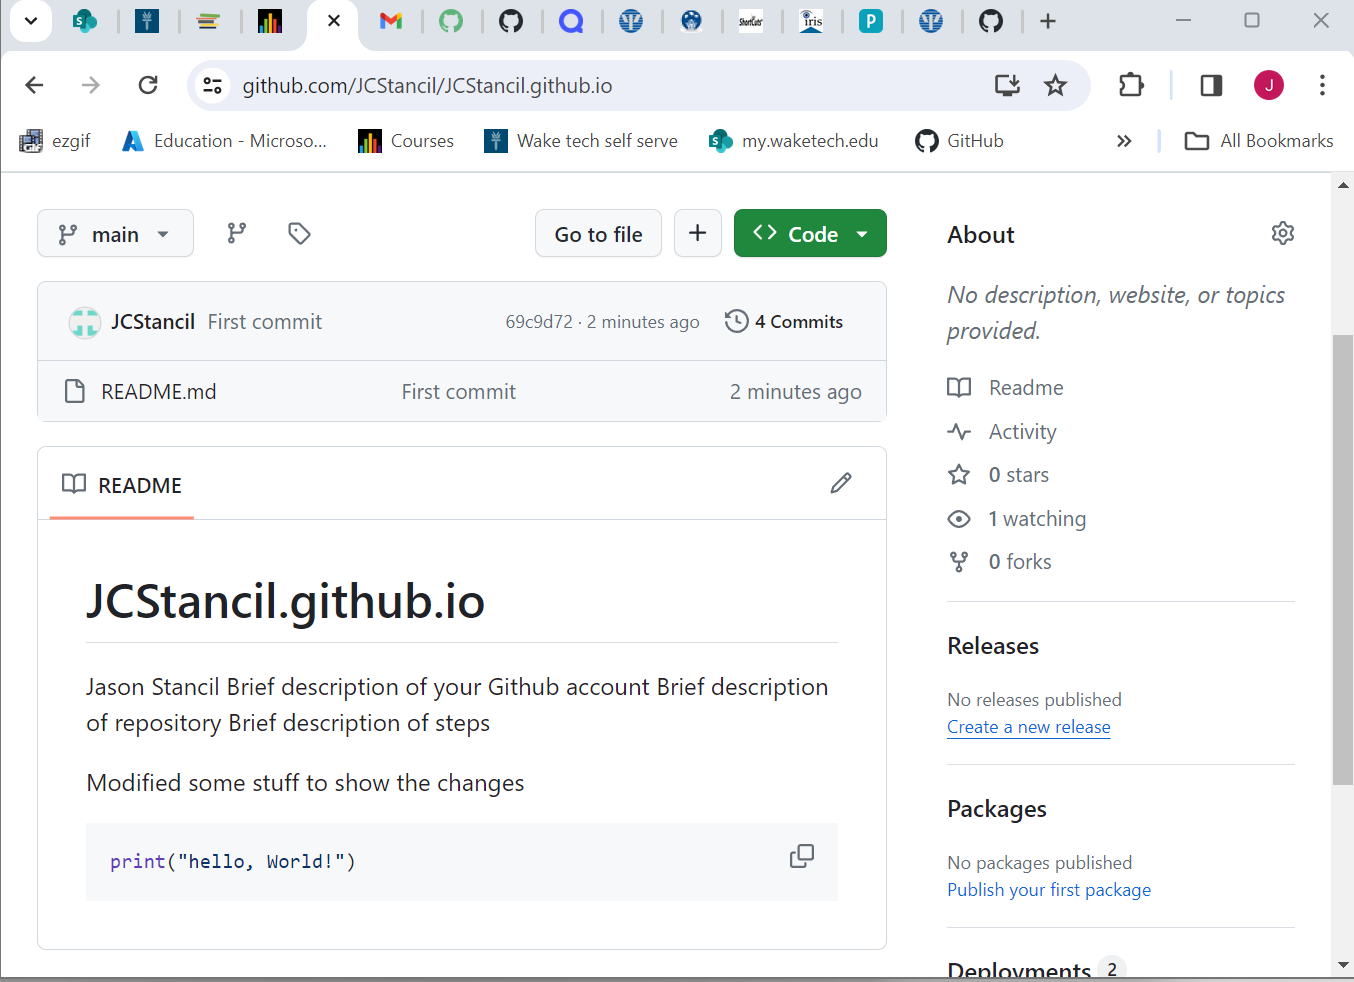 github.com/JCStancil/JCStancil.github.io
J
ezgif
Education - Microso...
Courses
Wake tech self serve
my.waketech.edu
GitHub
All Bookmarks
main
Go to file
Code
JCStancil First commit 69c9d72 · 2 minutes ago 4 Commits
README.md First commit 2 minutes ago
README
JCStancil.github.io
Jason Stancil Brief description of your Github account Brief description
of repository Brief description of steps
Modified some stuff to show the changes
print("hello, World!")
About
No description, website, or topics
provided.
Readme
Activity
0 stars
1 watching
0 forks
Releases
No releases published
Create a new release
Packages
No packages published
Publish your first package
Deployments 2